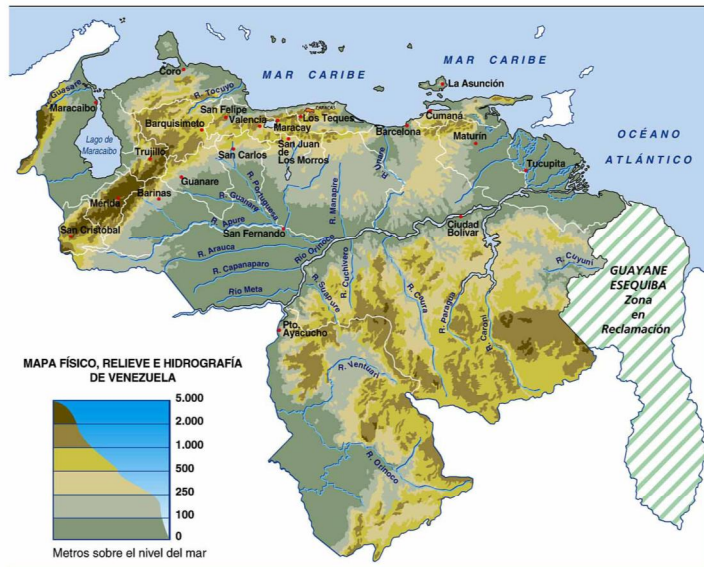 MAR CARIBE
MAR CARIBE
OCÉANO
ATLÁNTICO
Coro
La Asunción
Guasare
Maracaibo
R. Tocuyo
San Felipe
CARACAS
Los Teques
Cumaná
Barquisimeto
Valencia
Maracay
Barcelona
Maturín
Lago de
Maracaibo
Trujillo
San Carlos
San Juan
de
Los Morros
R. Unare
Tucupita
Guanare
R. Portuguesa
R. Manapire
Mérida
Barinas
R. Guanare
San Cristóbal
R. Apure
San Fernando
Ciudad
Bolívar
R. Arauca
Río Orinoco
R. Capanaparo
Río Meta
R. Suapure
R. Cuchivero
R. Caura
R. Paragua
R. Caroní
R. Cuyuní
GUAYANE
ESEQUIBA
Zona
en
Reclamación
Pto.
Ayacucho
R. Ventuari
R. Orinoco
MAPA FÍSICO, RELIEVE E HIDROGRAFÍA
DE VENEZUELA
5.000
2.000
1.000
500
250
100
0
Metros sobre el nivel del mar